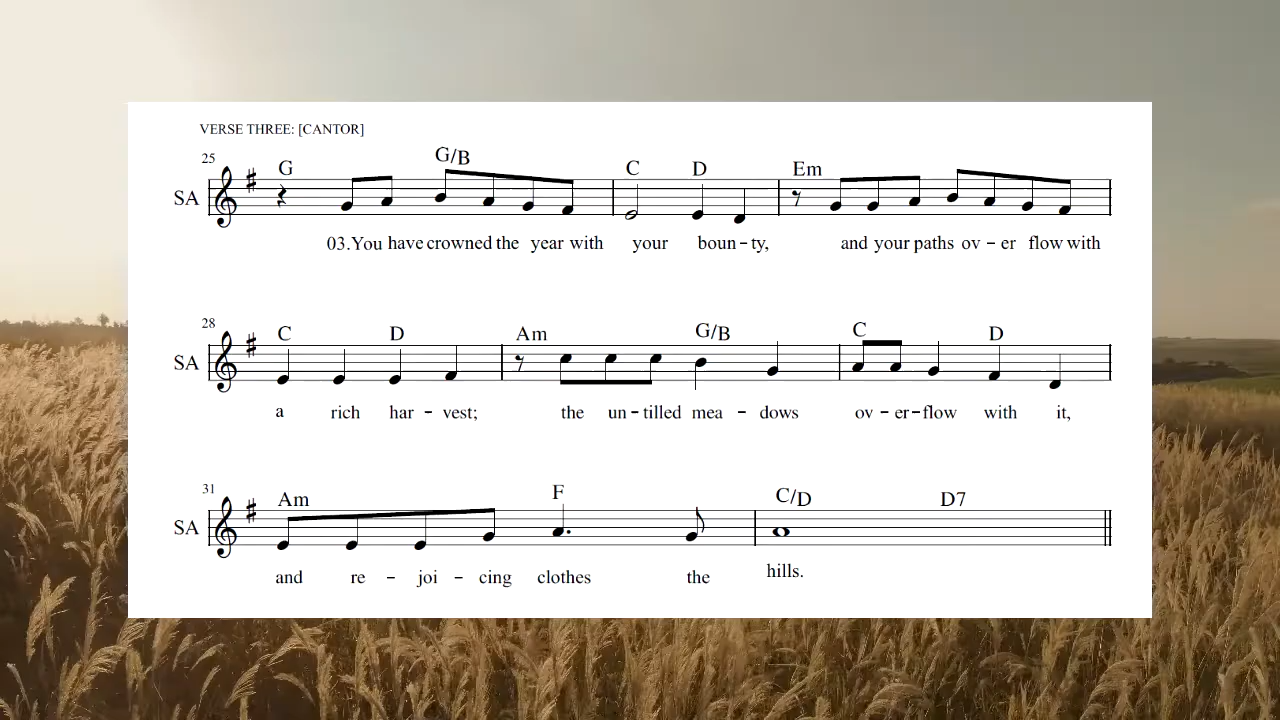 VERSE THREE: [CANTOR]
25 G G/B C D Em
SA
03.You have crowned the year with your boun – ty, and your paths ov – er flow with
28 C D Am G/B C D
SA
a rich har – vest; the un – tilled mea – dows ov – er – flow with it,
31 Am F C/D D7
SA
and re – joi – cing clothes the hills.